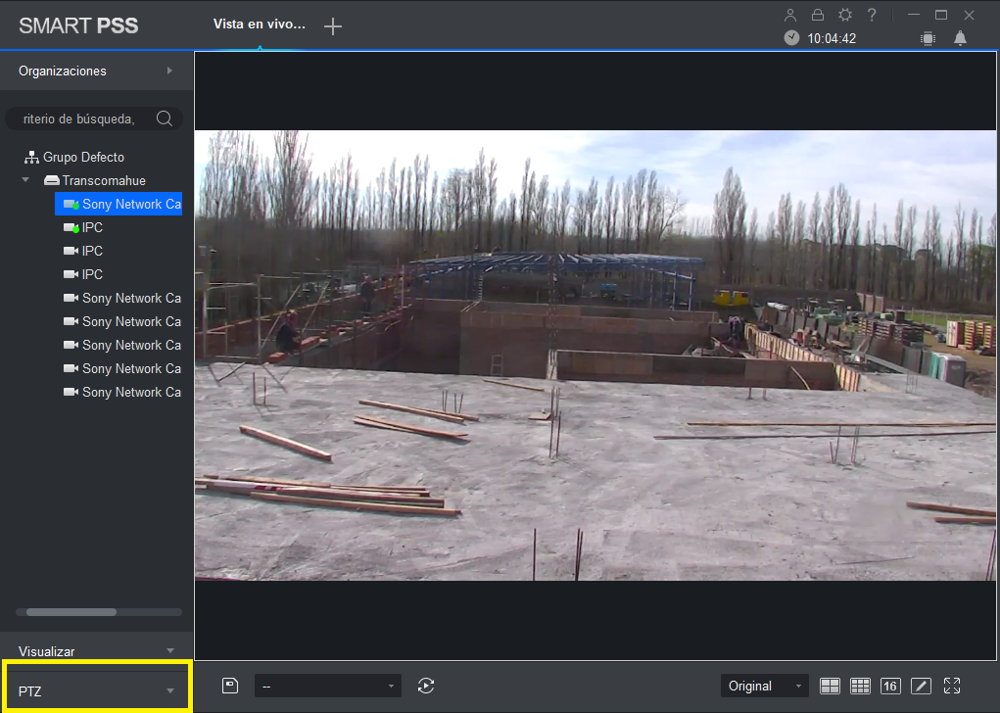 SMART PSS
Vista en vivo...
10:04:42
Organizaciones
riterio de búsqueda,
Grupo Defecto
Transcomahue
Sony Network Ca
IPC
IPC
IPC
Sony Network Ca
Sony Network Ca
Sony Network Ca
Sony Network Ca
Sony Network Ca
Visualizar
PTZ
--
Original
16